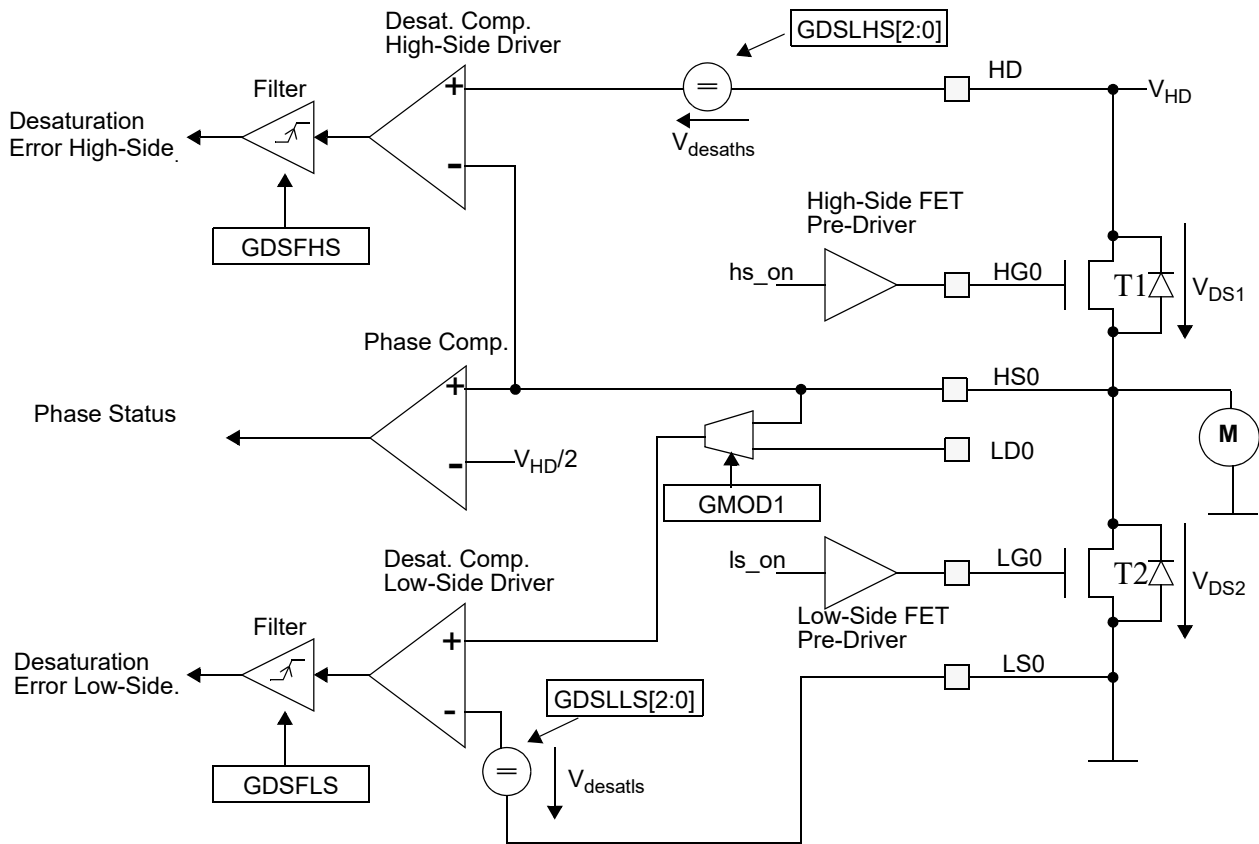 Desat. Comp.
High-Side Driver
GDSLHS[2:0]
HD
V_HD
Filter
+
=
Desaturation
Error High-Side.
V_desaths
-
High-Side FET
Pre-Driver
GDSFHS
hs_on
HG0
T1
V_DS1
Phase Comp.
+
HS0
Phase Status
M
-
V_HD/2
LD0
GMOD1
Desat. Comp.
Low-Side Driver
ls_on
LG0
T2
V_DS2
Filter
+
Low-Side FET
Pre-Driver
Desaturation
Error Low-Side.
LS0
GDSLLS[2:0]
-
=
GDSFLS
V_desatls